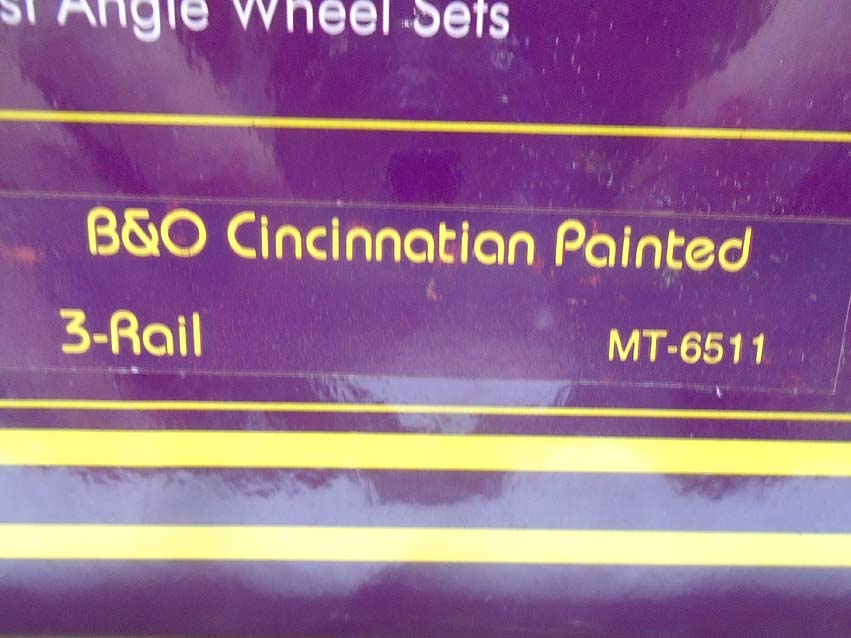 Angle Wheel Sets
B&O Cincinnatian Painted
3-Rail
MT-6511